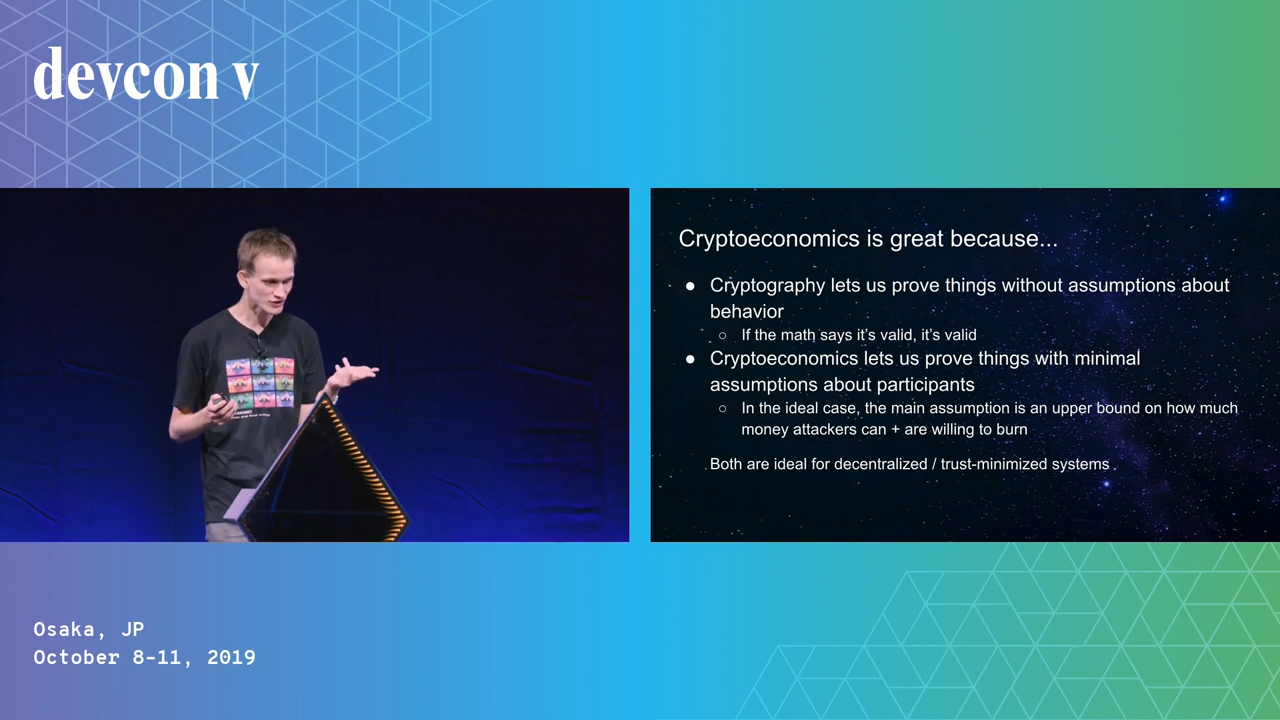 devcon v
Cryptoeconomics is great because...
● Cryptography lets us prove things without assumptions about
behavior
○ If the math says it’s valid, it’s valid
● Cryptoeconomics lets us prove things with minimal
assumptions about participants
○ In the ideal case, the main assumption is an upper bound on how much
money attackers can + are willing to burn
Both are ideal for decentralized / trust-minimized systems
Osaka, JP
October 8-11, 2019